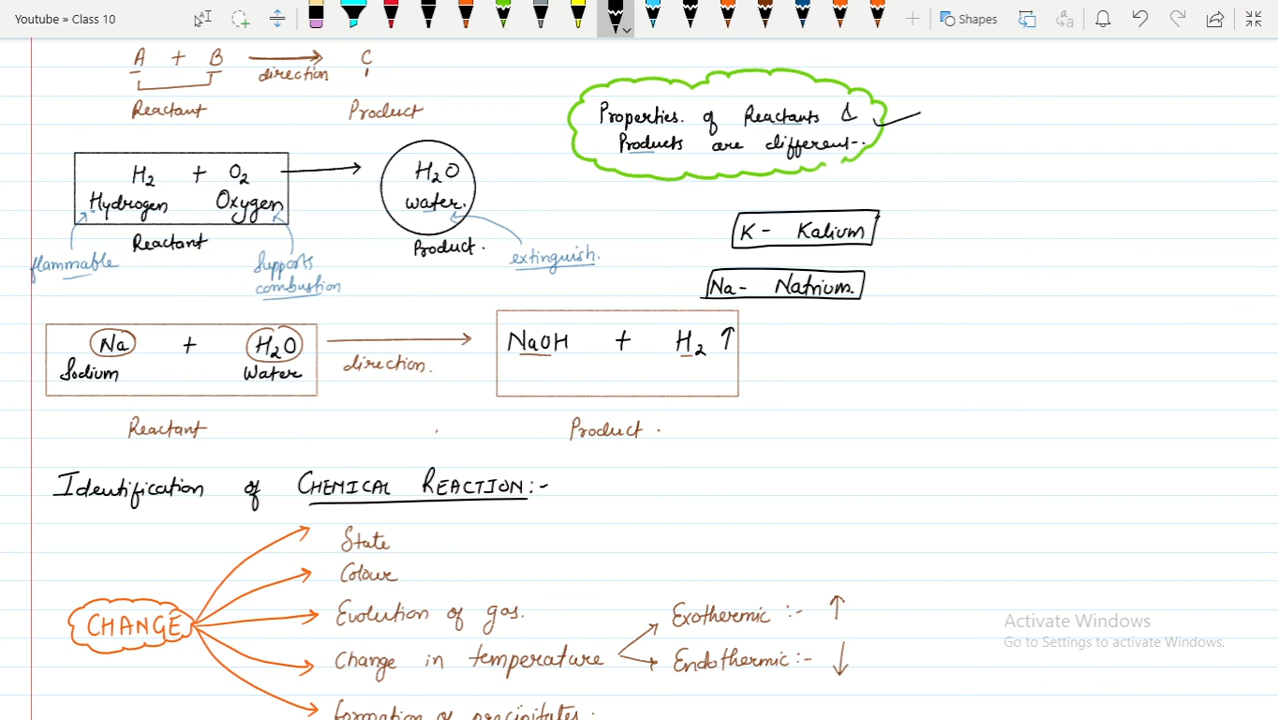 Youtube » Class 10
Shapes
A + B ⟶ C
direction
Reactant Product
Properties. of Reactants &
Products are different.
H₂ + O₂ ⟶ H₂O
Hydrogen Oxygen water.
Reactant Product.
flammable Supports combustion extinguish.
K - Kalium
Na - Natrium.
Na + H₂O ⟶ NaOH + H₂ ↑
Sodium Water direction.
Reactant Product.
Identification of CHEMICAL REACTION:-
State
Colour
CHANGE
Evolution of gas.
Exothermic :- ↑
Change in temperature
Endothermic :- ↓
formation of precipitates.
Activate Windows
Go to Settings to activate Windows.